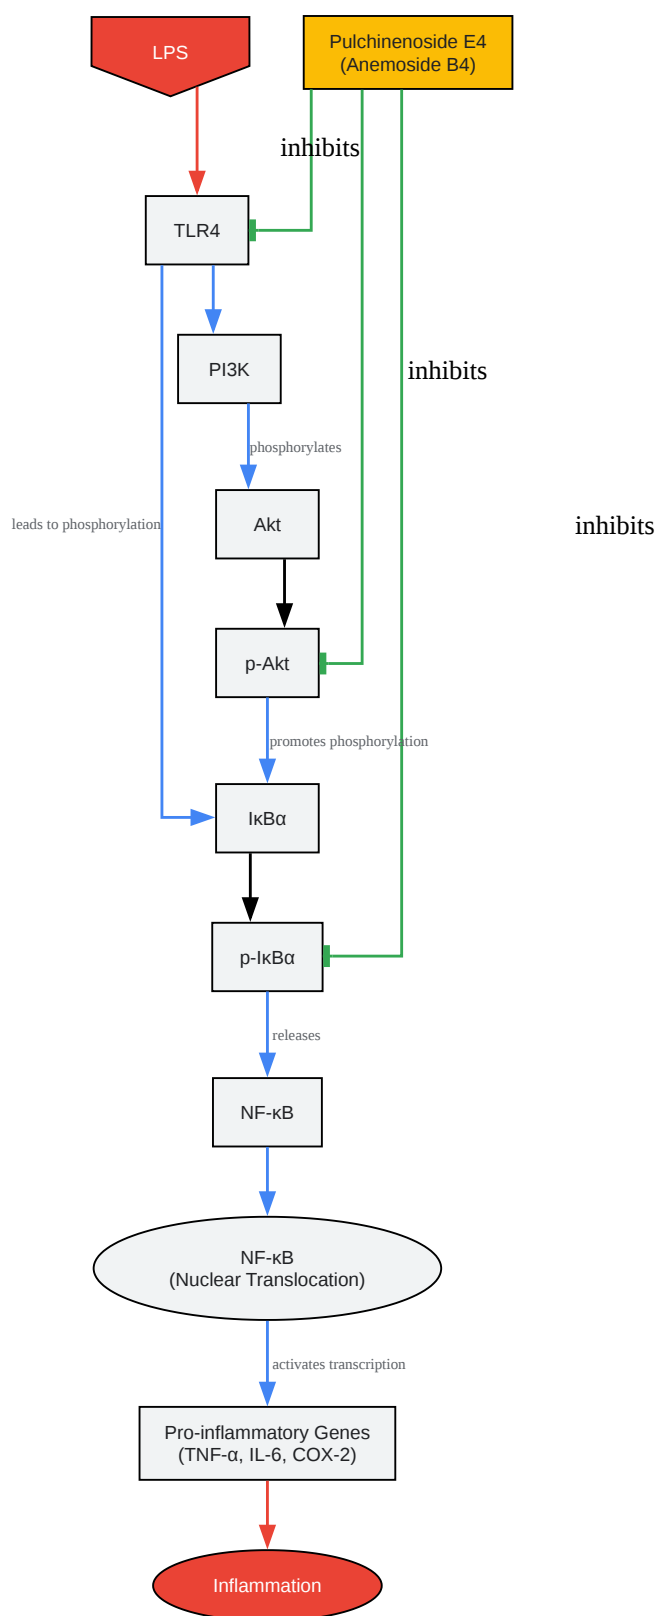 LPS
Pulchinenoside E4
(Anemoside B4)
inhibits
TLR4
PI3K
inhibits
phosphorylates
leads to phosphorylation
Akt
inhibits
p-Akt
promotes phosphorylation
IκBα
p-IκBα
releases
NF-κB
NF-κB
(Nuclear Translocation)
activates transcription
Pro-inflammatory Genes
(TNF-α, IL-6, COX-2)
Inflammation